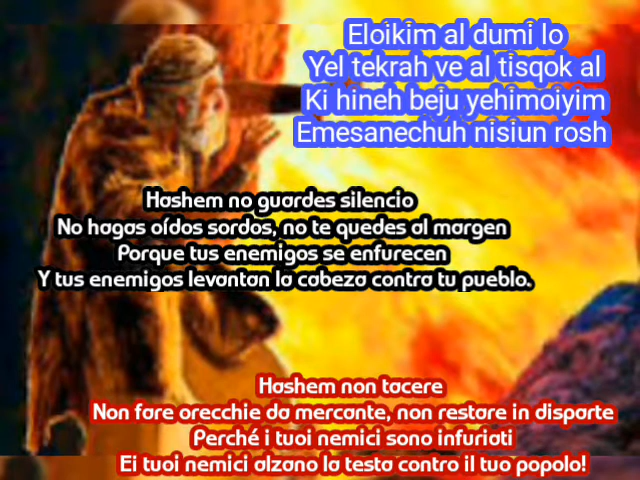 Eloikim al dumi lo
Yel tekrah ve al tisqok al
Ki hineh beju yehimoiyim
Emesanechuh nisiun rosh
Hashem no guardes silencio
No hagas oídos sordos, no te quedes al margen
Porque tus enemigos se enfurecen
Y tus enemigos levantan la cabeza contra tu pueblo.
Hashem non tacere
Non fare orecchie da mercante, non restare in disparte
Perché i tuoi nemici sono infuriati
Ei tuoi nemici alzano la testa contro il tuo popolo!